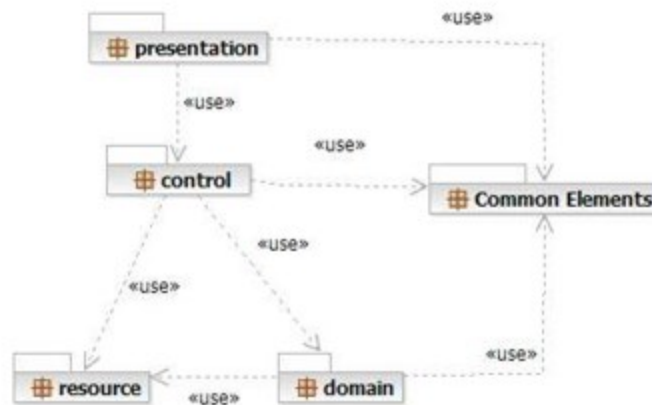 «use»
presentation
«use»
«use»
control
Common Elements
«use»
«use»
«use»
resource
«use»
domain